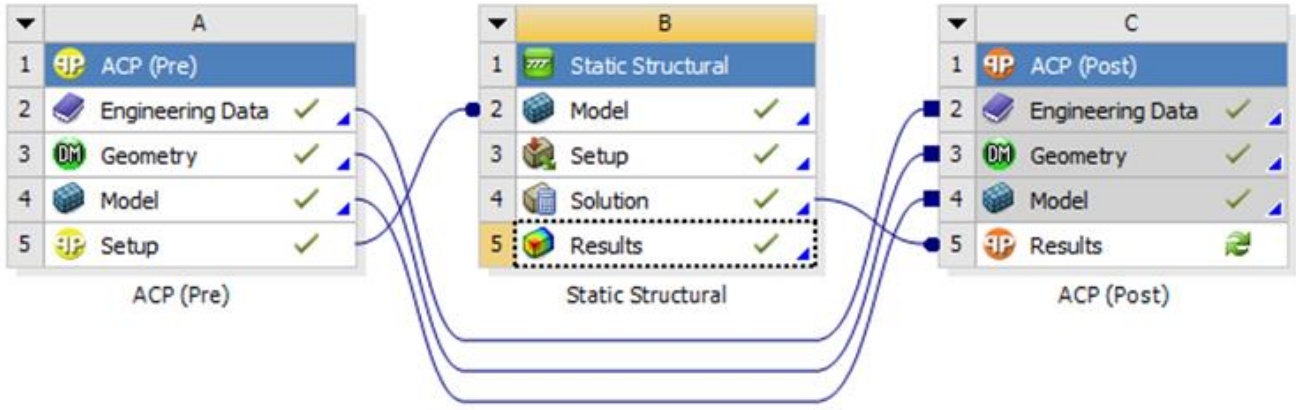 A
1 ACP (Pre)
2 Engineering Data
3 DM Geometry
4 Model
5 Setup
ACP (Pre)
B
1 Static Structural
2 Model
3 Setup
4 Solution
5 Results
Static Structural
C
1 ACP (Post)
2 Engineering Data
3 DM Geometry
4 Model
5 Results
ACP (Post)